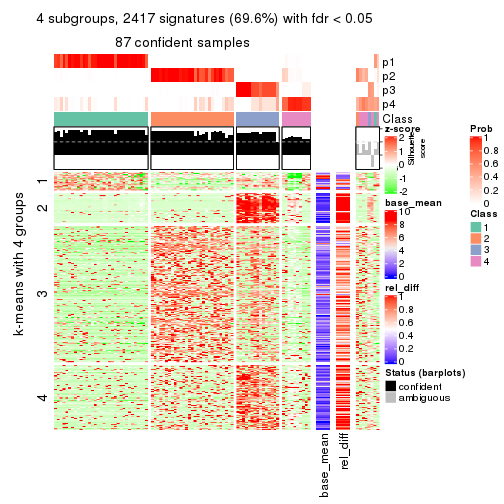 4 subgroups, 2417 signatures (69.6%) with fdr < 0.05
87 confident samples
p1
p2
p3
p4
Class
Silhouette
score
1
2
3
4
k-means with 4 groups
base_mean
rel_diff
z-score
2
1
0
-1
-2
base_mean
10
8
6
4
2
0
rel_diff
1
0.8
0.6
0.4
0.2
0
Status (barplots)
confident
ambiguous
Prob
1
0.8
0.6
0.4
0.2
0
Class
1
2
3
4